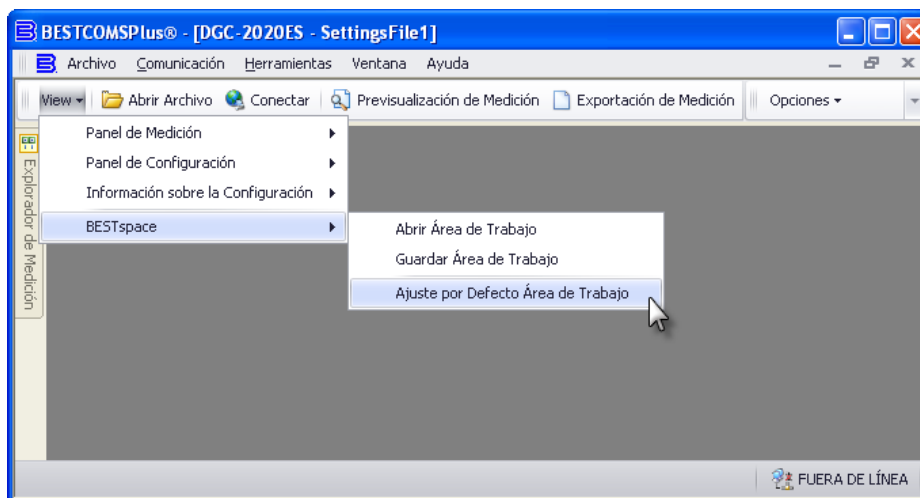 BESTCOMSPlus® - [DGC-2020ES - SettingsFile1]
Archivo Comunicación Herramientas Ventana Ayuda
View Abrir Archivo Conectar Previsualización de Medición Exportación de Medición Opciones
Explorador de Medición
Panel de Medición
Panel de Configuración
Información sobre la Configuración
BESTspace
Abrir Área de Trabajo
Guardar Área de Trabajo
Ajuste por Defecto Área de Trabajo
FUERA DE LÍNEA